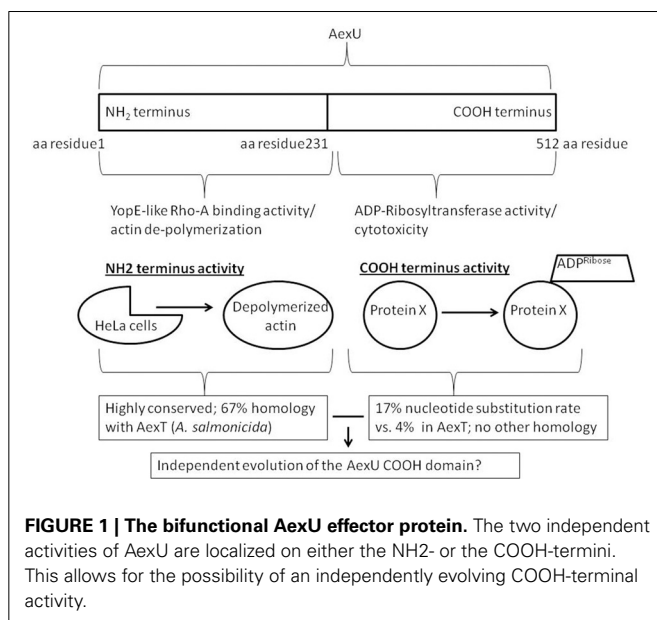 AexU
NH2 terminus
COOH terminus
aa residue1
aa residue231
512 aa residue
YopE-like Rho-A binding activity/
actin de-polymerization
ADP-Ribosyltransferase activity/
cytotoxicity
NH2 terminus activity
COOH terminus activity
ADPRibose
HeLa cells
Depolymerized
actin
Protein X
Protein X
Highly conserved; 67% homology
with AexT (A. salmonicida)
17% nucleotide substitution rate
vs. 4% in AexT; no other homology
Independent evolution of the AexU COOH domain?
FIGURE 1 | The bifunctional AexU effector protein. The two independent
activities of AexU are localized on either the NH2- or the COOH-termini.
This allows for the possibility of an independently evolving COOH-terminal
activity.